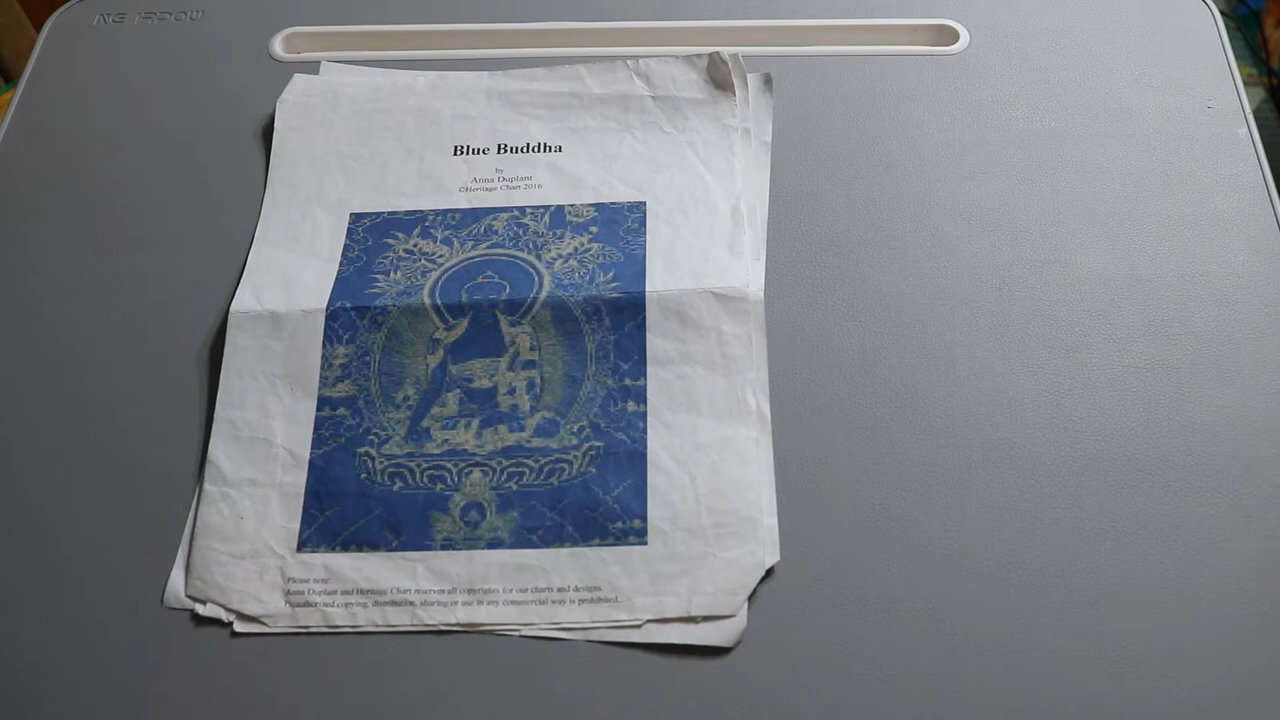 Blue Buddha
by
Anna Duplant
©Heritage Chart 2016
Please note:
Anna Duplant and Heritage Chart reserves all copyrights for our charts and designs.
Unauthorized copying, distribution, sharing or use in any commercial way is prohibited.